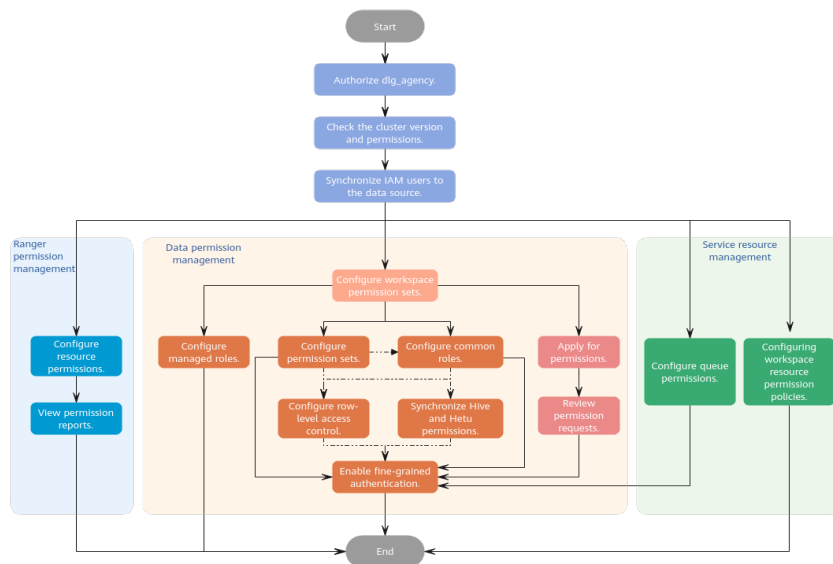 Start
Authorize dlg_agency.
Check the cluster version
and permissions.
Synchronize IAM users to
the data source.
Ranger
permission
management
Data permission
management
Service resource
management
Configure workspace
permission sets.
Configure
resource
permissions.
View permission
reports.
Configure
managed roles.
Configure
permission sets.
Configure common
roles.
Apply for
permissions.
Configure row-
level access
control.
Synchronize Hive
and Hetu
permissions.
Review
permission
requests.
Enable fine-grained
authentication.
Configure queue
permissions.
Configuring
workspace
resource
permission
policies.
End